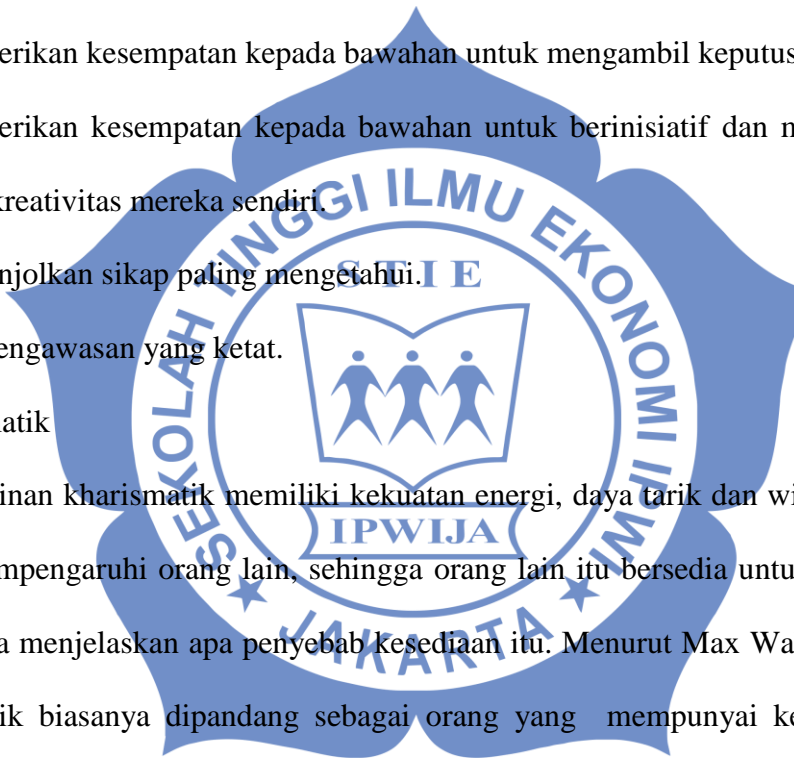 erikan kesempatan kepada bawahan untuk mengambil keputus
erikan kesempatan kepada bawahan untuk berinisiatif dan m
kreativitas mereka sendiri.
njolkan sikap paling mengetahui.
engawasan yang ketat.
atik
inan kharismatik memiliki kekuatan energi, daya tarik dan wi
mpengaruhi orang lain, sehingga orang lain itu bersedia untu
a menjelaskan apa penyebab kesediaan itu. Menurut Max Wa
ik biasanya dipandang sebagai orang yang mempunyai ke
SEKOLAH TINGGI ILMU EKONOMI IPWI
STIE
IPWIJA
JAKARTA